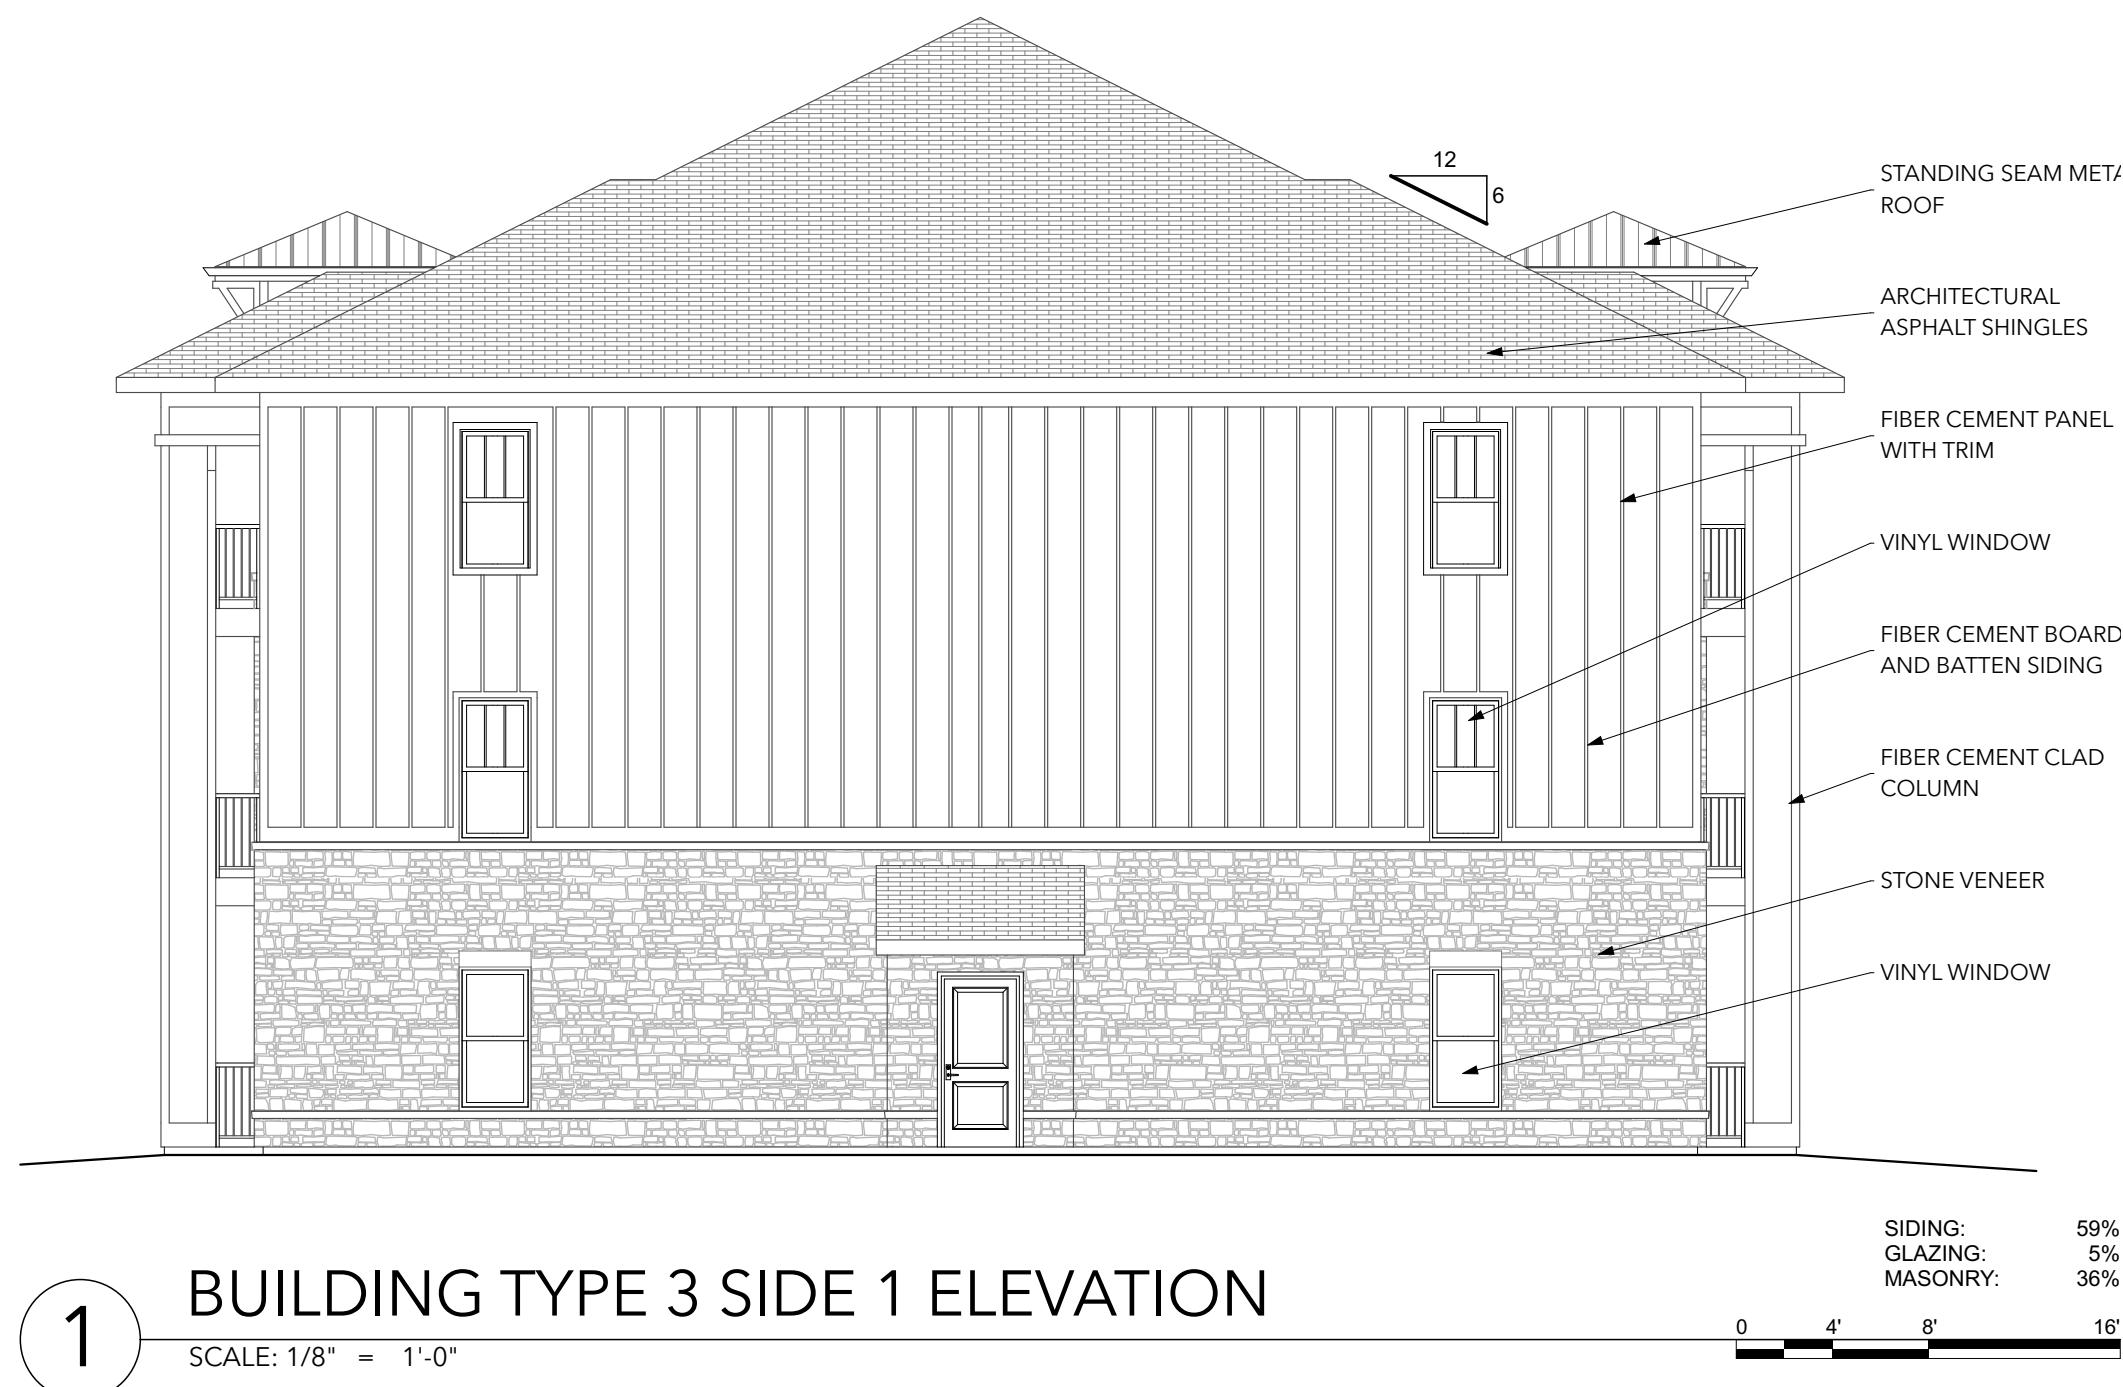 12
6
STANDING SEAM META
ROOF
ARCHITECTURAL
ASPHALT SHINGLES
FIBER CEMENT PANEL
WITH TRIM
VINYL WINDOW
FIBER CEMENT BOARD
AND BATTEN SIDING
FIBER CEMENT CLAD
COLUMN
STONE VENEER
VINYL WINDOW
SIDING: 59%
GLAZING: 5%
MASONRY: 36%
1
BUILDING TYPE 3 SIDE 1 ELEVATION
SCALE: 1/8" = 1'-0"
0 4' 8' 16'